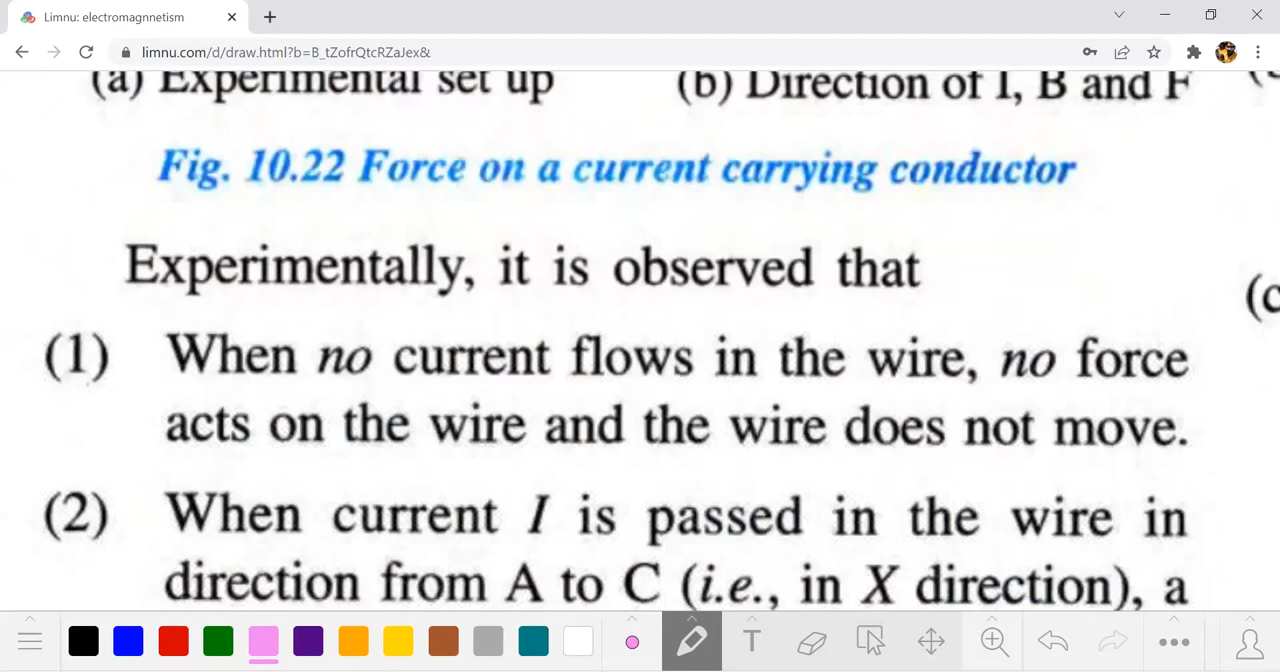 Limnu: electromagnnetism
limnu.com/d/draw.html?b=B_tZofrQtcRZaJex&
(a) Experimental set up (b) Direction of I, B and F
Fig. 10.22 Force on a current carrying conductor
Experimentally, it is observed that
(c
(1) When no current flows in the wire, no force
acts on the wire and the wire does not move.
(2) When current I is passed in the wire in
direction from A to C (i.e., in X direction), a
T